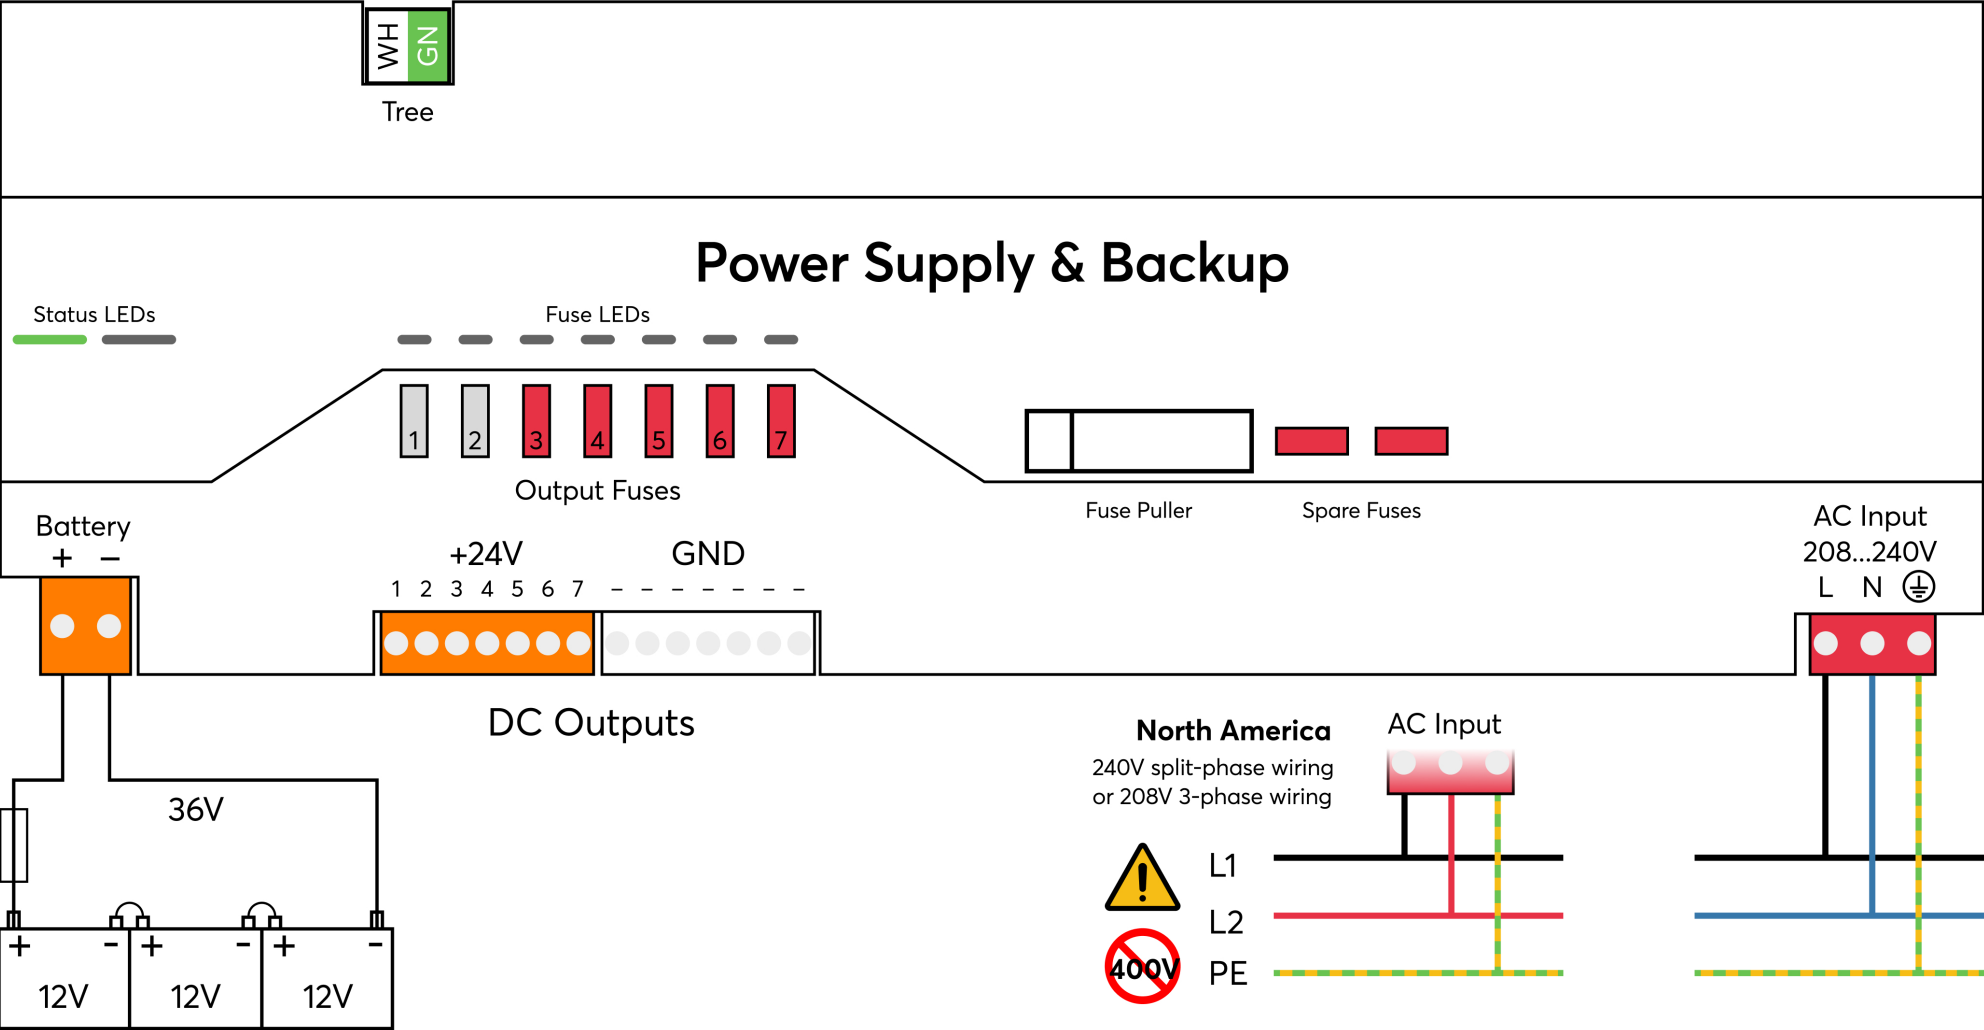 WH GN
Tree
Power Supply & Backup
Status LEDs
Fuse LEDs
1 2 3 4 5 6 7
Output Fuses
Fuse Puller
Spare Fuses
Battery
+ −
+24V
1 2 3 4 5 6 7
GND
– – – – – – –
AC Input
208...240V
L N
DC Outputs
36V
+ - + - + -
12V 12V 12V
North America
240V split-phase wiring
or 208V 3-phase wiring
AC Input
!
400V
L1
L2
PE